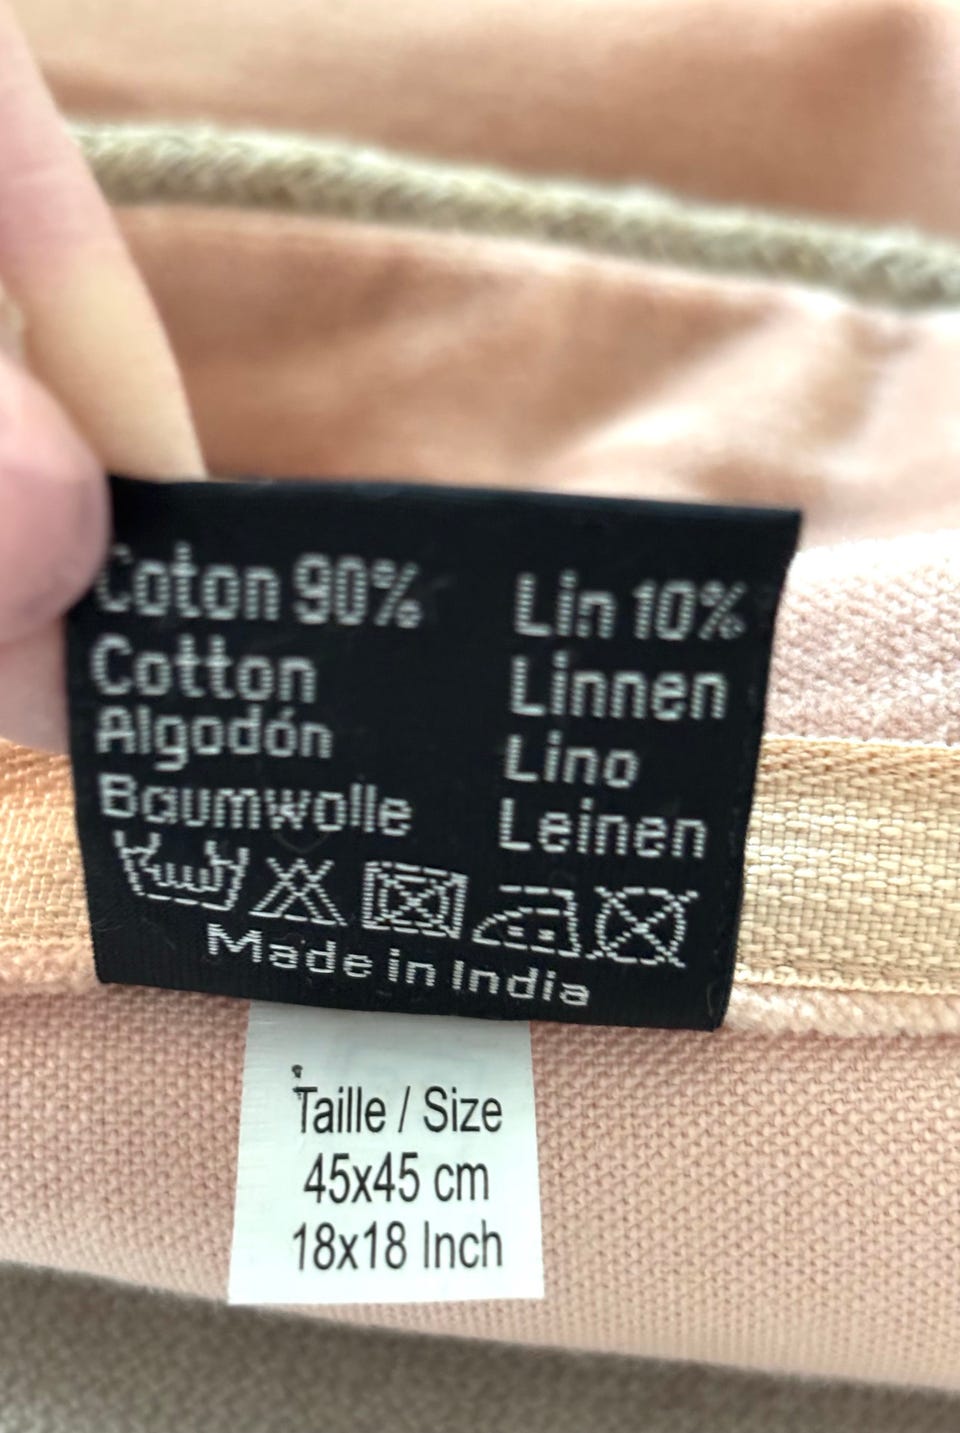 Coton 90%
Cotton
Algodón
Baumwolle
Lin 10%
Linnen
Lino
Leinen
Made in India
Taille / Size
45x45 cm
18x18 Inch